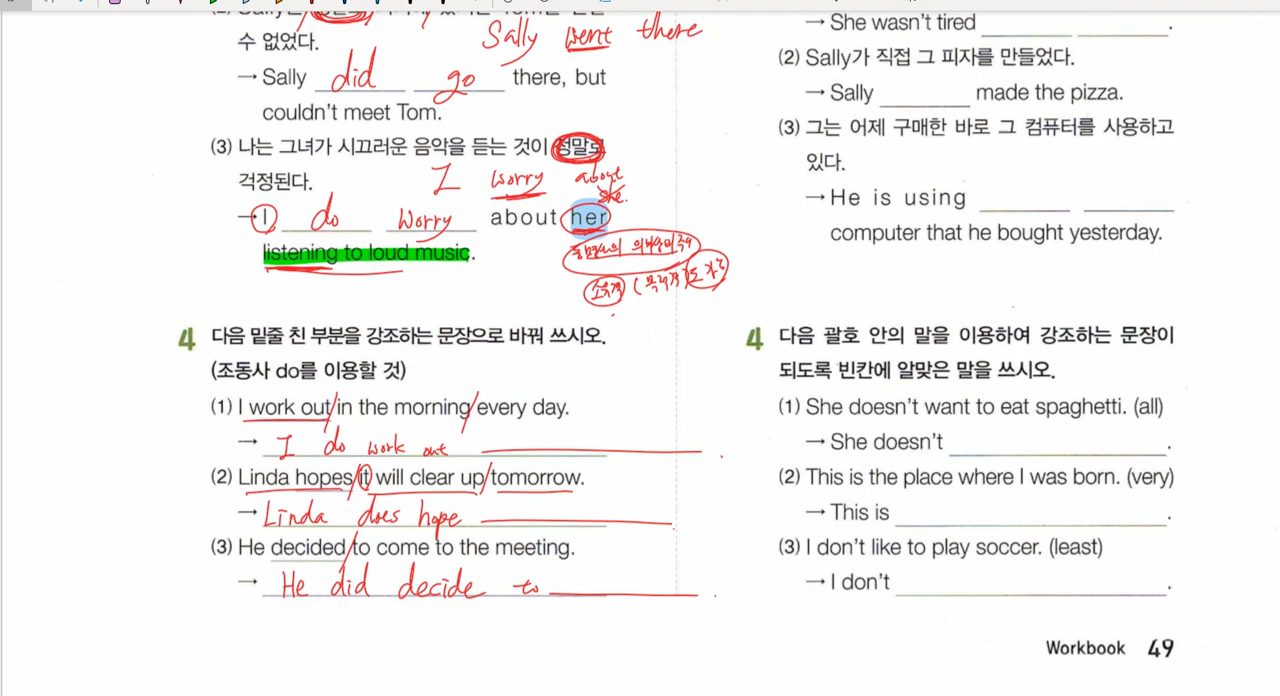 수 없었다.
Sally went there
→ Sally did go there, but
couldn't meet Tom.
(3) 나는 그녀가 시끄러운 음악을 듣는 것이 정말로
걱정된다.
I worry about
she.
→ I do worry about her
listening to loud music.
동명사의 의미상의 주어
소유격 (목적격)도 가능
4 다음 밑줄 친 부분을 강조하는 문장으로 바꿔 쓰시오.
(조동사 do를 이용할 것)
(1) I work out/in the morning/every day.
→ I do work out .
(2) Linda hopes/it will clear up/tomorrow.
→ Linda does hope .
(3) He decided/to come to the meeting.
→ He did decide to .
→ She wasn't tired .
(2) Sally가 직접 그 피자를 만들었다.
→ Sally made the pizza.
(3) 그는 어제 구매한 바로 그 컴퓨터를 사용하고
있다.
→ He is using
computer that he bought yesterday.
4 다음 괄호 안의 말을 이용하여 강조하는 문장이
되도록 빈칸에 알맞은 말을 쓰시오.
(1) She doesn't want to eat spaghetti. (all)
→ She doesn't .
(2) This is the place where I was born. (very)
→ This is .
(3) I don't like to play soccer. (least)
→ I don't .
Workbook 49